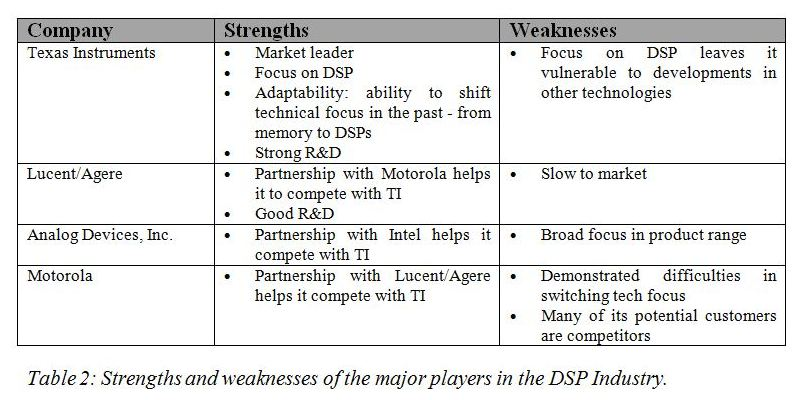 Company Strengths Weaknesses
Texas Instruments
• Market leader
• Focus on DSP
• Adaptability: ability to shift
technical focus in the past - from
memory to DSPs
• Strong R&D
• Focus on DSP leaves it
vulnerable to developments in
other technologies
Lucent/Agere
• Partnership with Motorola helps
it to compete with TI
• Good R&D
• Slow to market
Analog Devices, Inc.
• Partnership with Intel helps it
compete with TI
• Broad focus in product range
Motorola
• Partnership with Lucent/Agere
helps it compete with TI
• Demonstrated difficulties in
switching tech focus
• Many of its potential customers
are competitors
Table 2: Strengths and weaknesses of the major players in the DSP Industry.